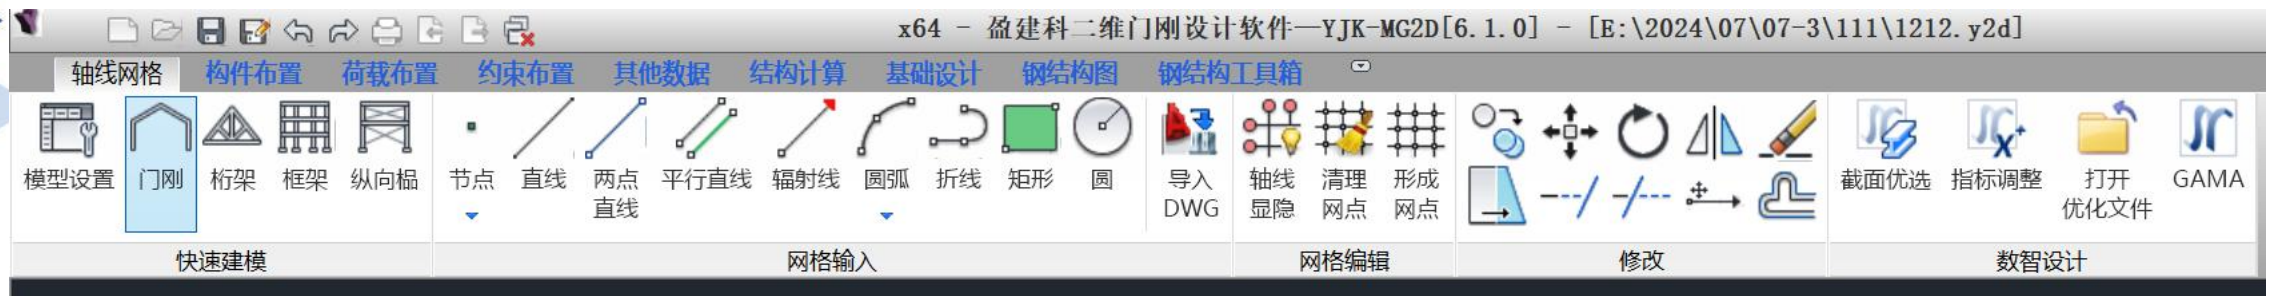 x64 - 盈建科二维门刚设计软件—YJK-MG2D[6.1.0] - [E:\2024\07\07-3\111\1212.y2d]
轴线网格 构件布置 荷载布置 约束布置 其他数据 结构计算 基础设计 钢结构图 钢结构工具箱
模型设置 门刚 桁架 框架 纵向榀 节点 直线 两点 平行直线 辐射线 圆弧 折线 矩形 圆 导入 轴线 清理 形成 截面优选 指标调整 打开 GAMA
直线 DWG 显隐 网点 网点 优化文件
快速建模 网格输入 网格编辑 修改 数智设计